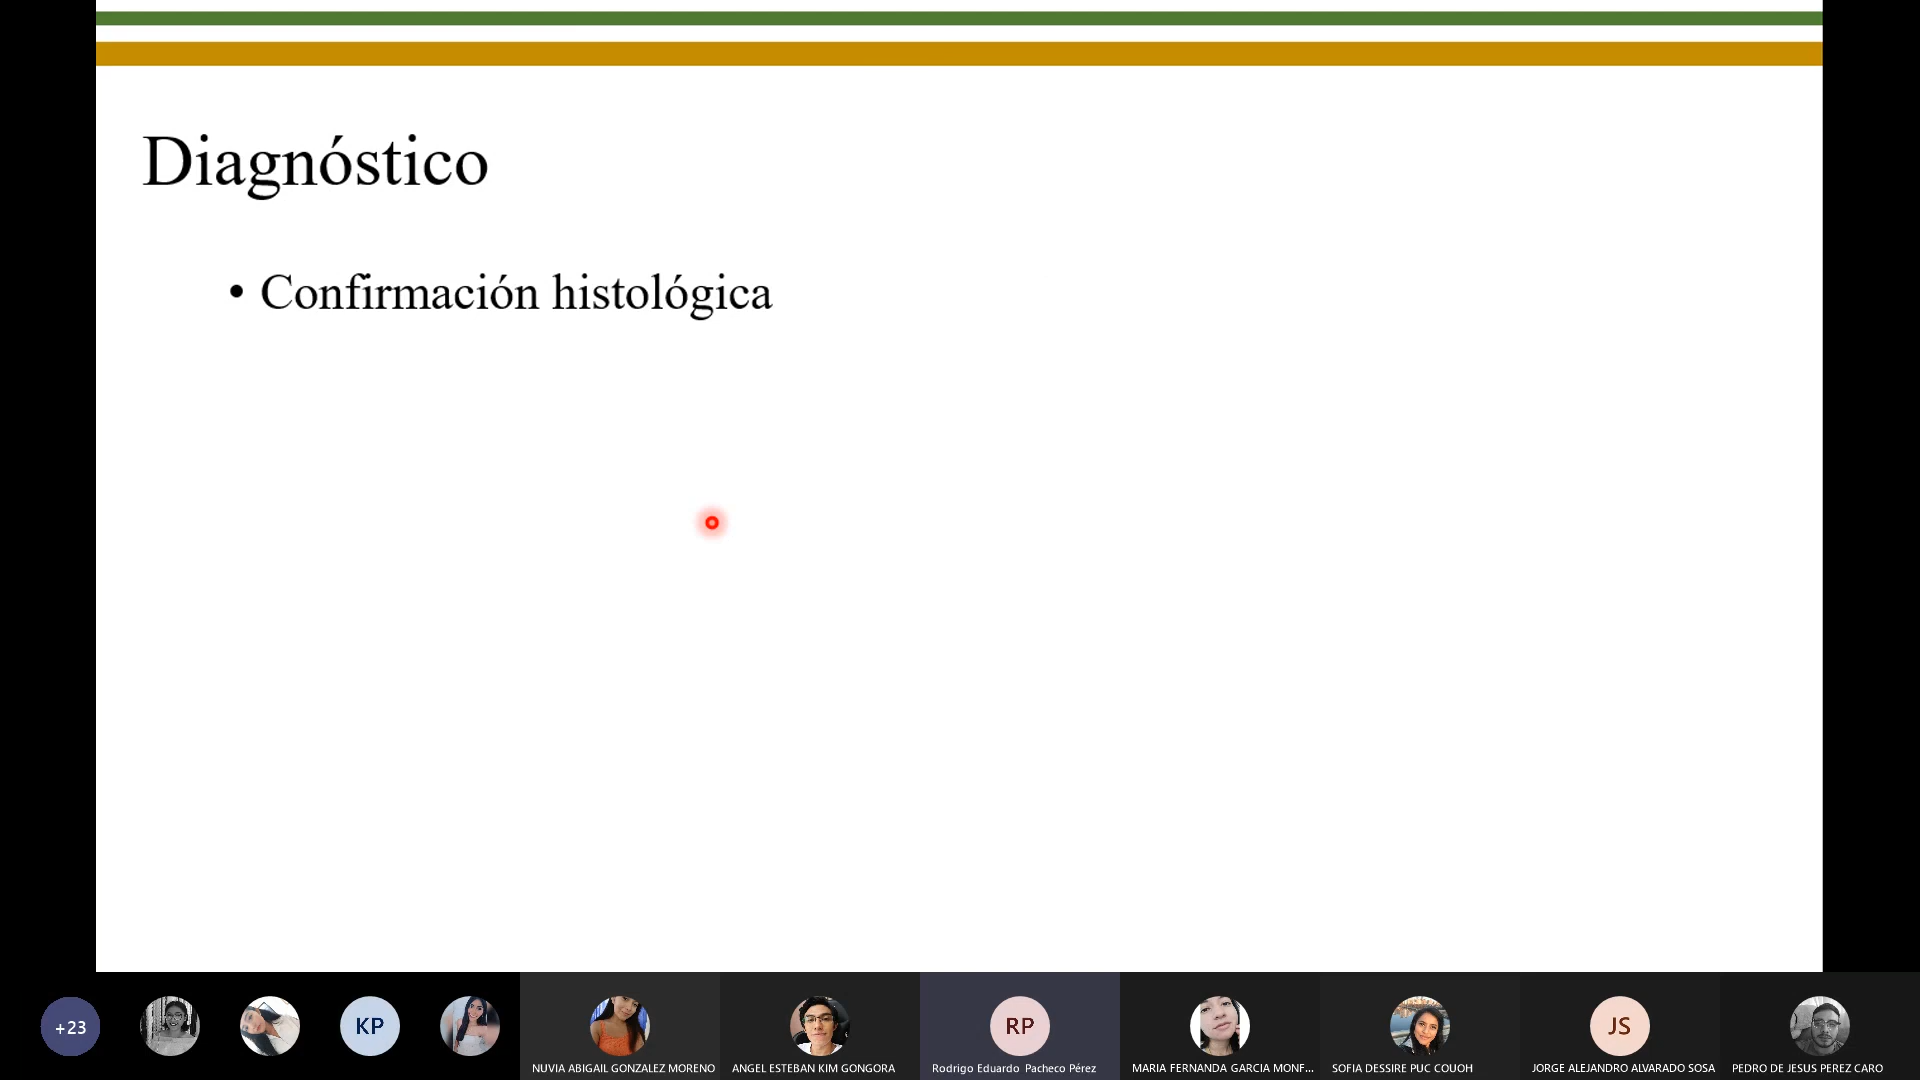 Diagnóstico
• Confirmación histológica
+23
KP
RP
JS
NUVIA ABIGAIL GONZALEZ MORENO
ANGEL ESTEBAN KIM GONGORA
Rodrigo Eduardo Pacheco Pérez
MARIA FERNANDA GARCIA MONF...
SOFIA DESSIRE PUC COUOH
JORGE ALEJANDRO ALVARADO SOSA
PEDRO DE JESUS PEREZ CARO